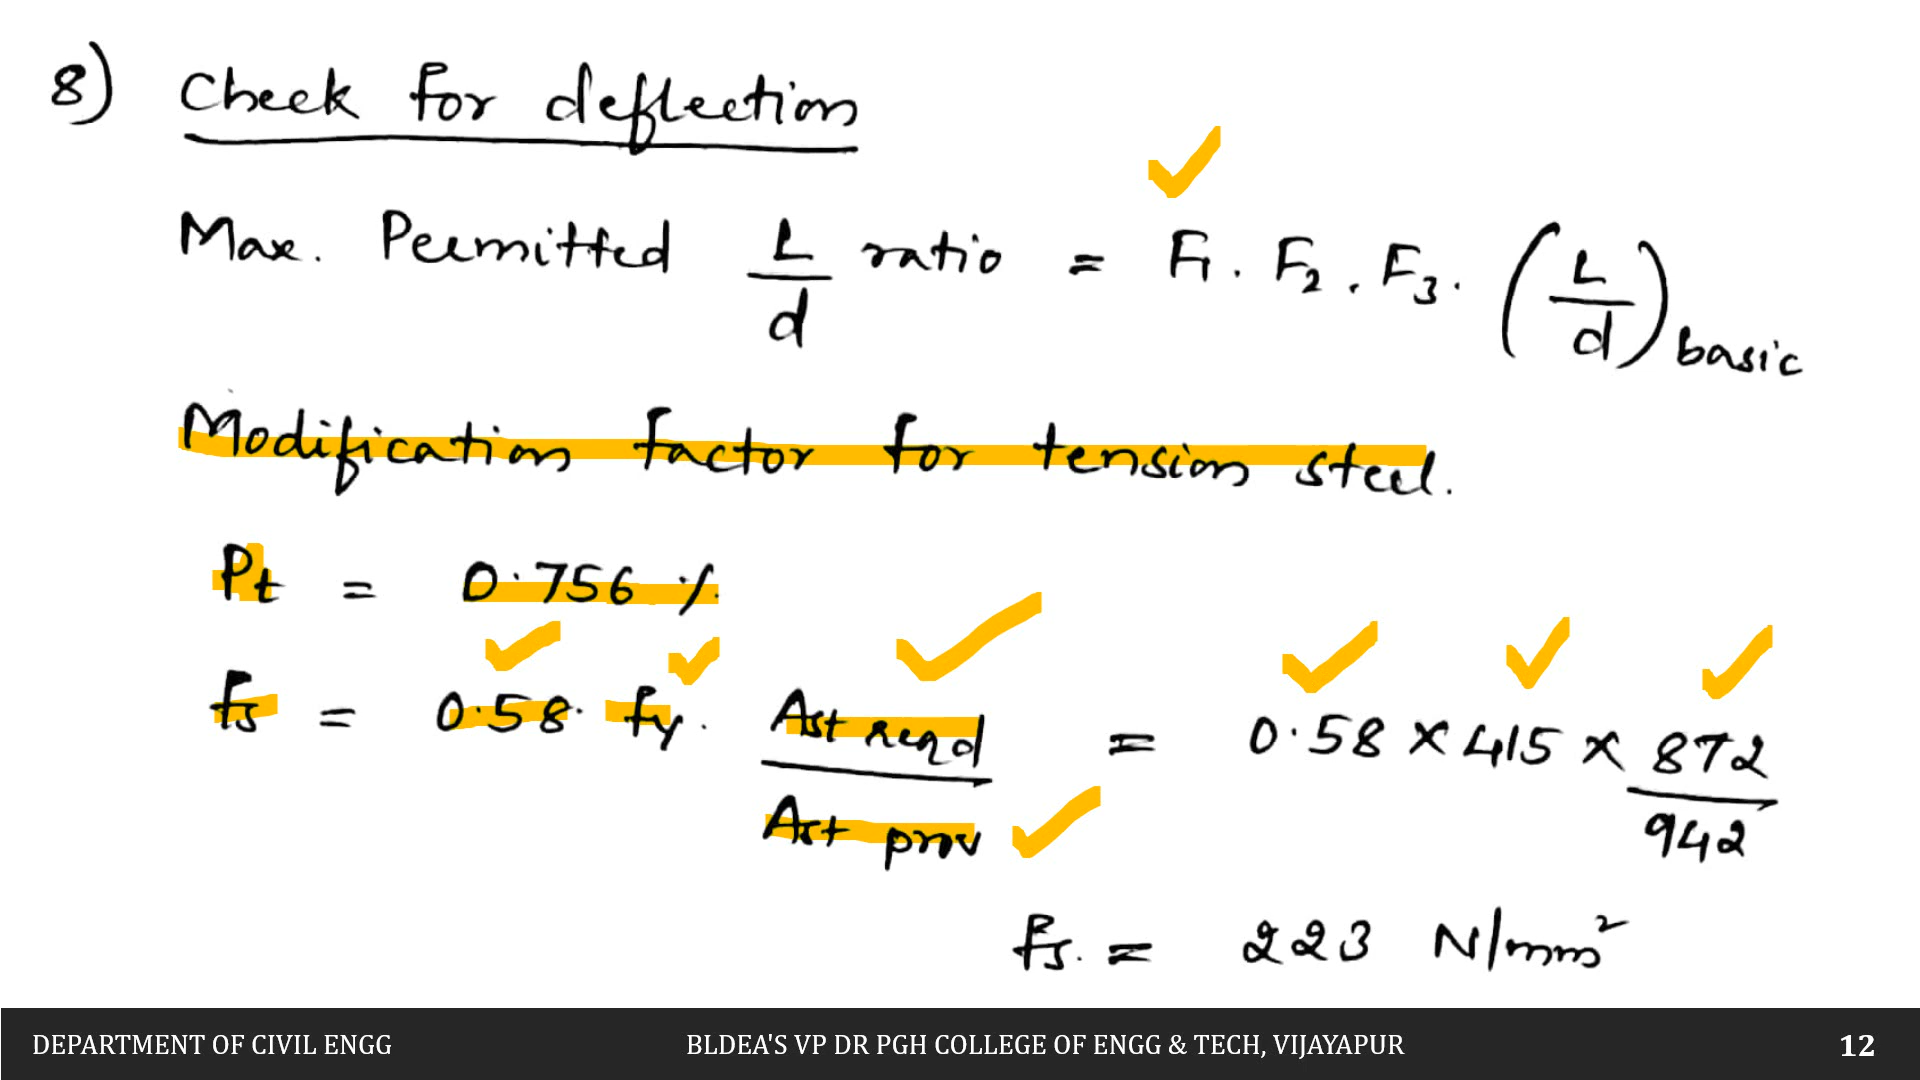 8) Check for deflection
Max. Permitted L/d ratio = F1 . F2 . F3 . (L/d)basic
Modification factor for tension steel.
Pt = 0.756 %
fs = 0.58 . fy . Ast reqd / Ast prov = 0.58 × 415 × 872/942
fs. = 223 N/mm²
DEPARTMENT OF CIVIL ENGG BLDEA'S VP DR PGH COLLEGE OF ENGG & TECH, VIJAYAPUR 12